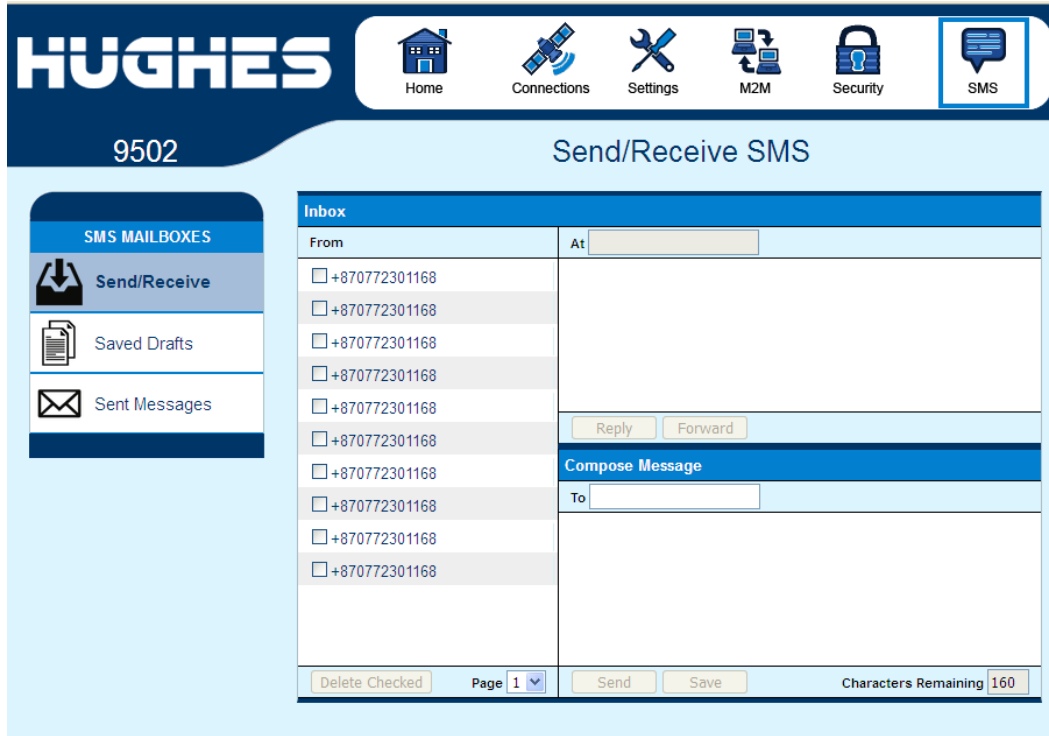 HUGHES
Home
Connections
Settings
M2M
Security
SMS
9502
Send/Receive SMS
SMS MAILBOXES
Send/Receive
Saved Drafts
Sent Messages
Inbox
From
At
+870772301168
+870772301168
+870772301168
+870772301168
+870772301168
+870772301168
+870772301168
+870772301168
+870772301168
+870772301168
Reply
Forward
Compose Message
To
Delete Checked
Page 1
Send
Save
Characters Remaining 160